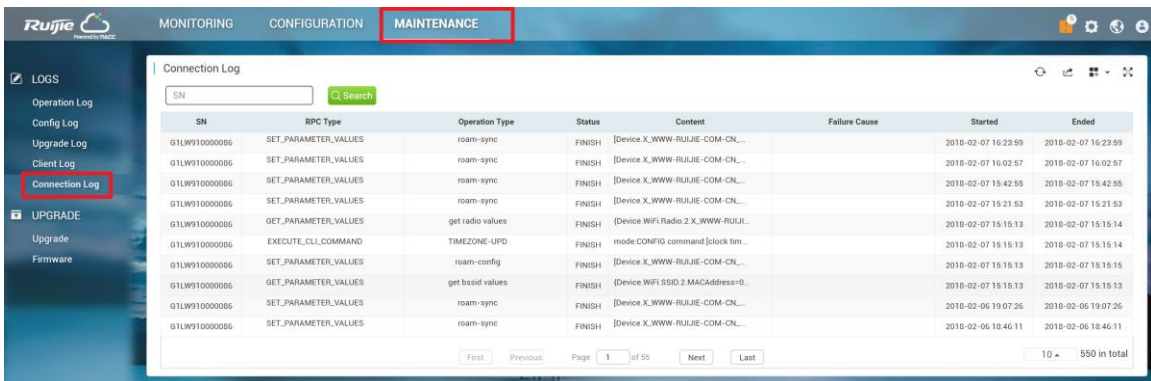 Ruijie MONITORING CONFIGURATION MAINTENANCE
Powered by RACC
LOGS
Operation Log
Config Log
Upgrade Log
Client Log
Connection Log
UPGRADE
Upgrade
Firmware
Connection Log
SN Search
SN RPC Type Operation Type Status Content Failure Cause Started Ended
G1LW910000086 SET_PARAMETER_VALUES roam-sync FINISH [Device.X_WWW-RUIJIE-COM-CN_... 2018-02-07 16:23:59 2018-02-07 16:23:59
G1LW910000086 SET_PARAMETER_VALUES roam-sync FINISH [Device.X_WWW-RUIJIE-COM-CN_... 2018-02-07 16:02:57 2018-02-07 16:02:57
G1LW910000086 SET_PARAMETER_VALUES roam-sync FINISH [Device.X_WWW-RUIJIE-COM-CN_... 2018-02-07 15:42:55 2018-02-07 15:42:55
G1LW910000086 SET_PARAMETER_VALUES roam-sync FINISH [Device.X_WWW-RUIJIE-COM-CN_... 2018-02-07 15:21:53 2018-02-07 15:21:53
G1LW910000086 GET_PARAMETER_VALUES get radio values FINISH {Device.WiFi.Radio.2.X_WWW-RUIJI... 2018-02-07 15:15:13 2018-02-07 15:15:14
G1LW910000086 EXECUTE_CLI_COMMAND TIMEZONE-UPD FINISH mode:CONFIG command:[clock tim... 2018-02-07 15:15:13 2018-02-07 15:15:14
G1LW910000086 SET_PARAMETER_VALUES roam-config FINISH [Device.X_WWW-RUIJIE-COM-CN_... 2018-02-07 15:15:13 2018-02-07 15:15:15
G1LW910000086 GET_PARAMETER_VALUES get bssid values FINISH {Device.WiFi.SSID.2.MACAddress=0... 2018-02-07 15:15:13 2018-02-07 15:15:13
G1LW910000086 SET_PARAMETER_VALUES roam-sync FINISH [Device.X_WWW-RUIJIE-COM-CN_... 2018-02-06 19:07:26 2018-02-06 19:07:26
G1LW910000086 SET_PARAMETER_VALUES roam-sync FINISH [Device.X_WWW-RUIJIE-COM-CN_... 2018-02-06 18:46:11 2018-02-06 18:46:11
First Previous Page 1 of 55 Next Last 10 550 in total